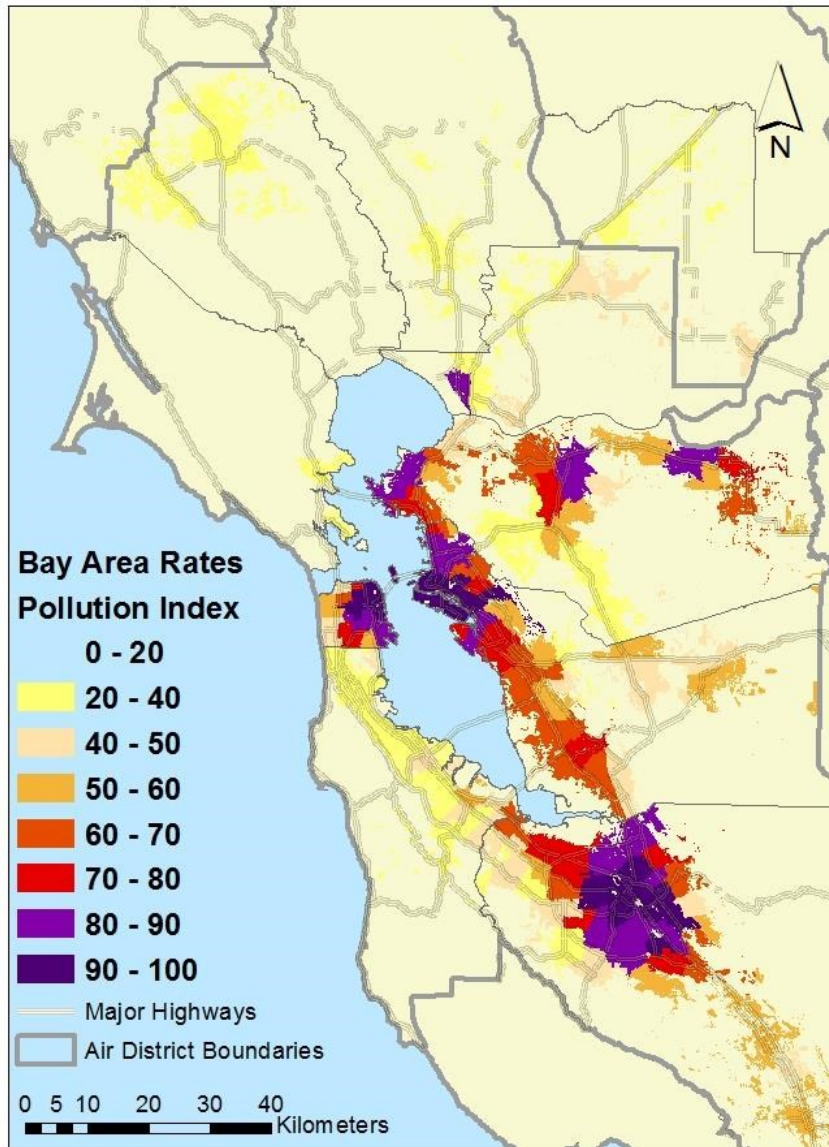 N
Bay Area Rates
Pollution Index
0 - 20
20 - 40
40 - 50
50 - 60
60 - 70
70 - 80
80 - 90
90 - 100
Major Highways
Air District Boundaries
0 5 10 20 30 40
Kilometers